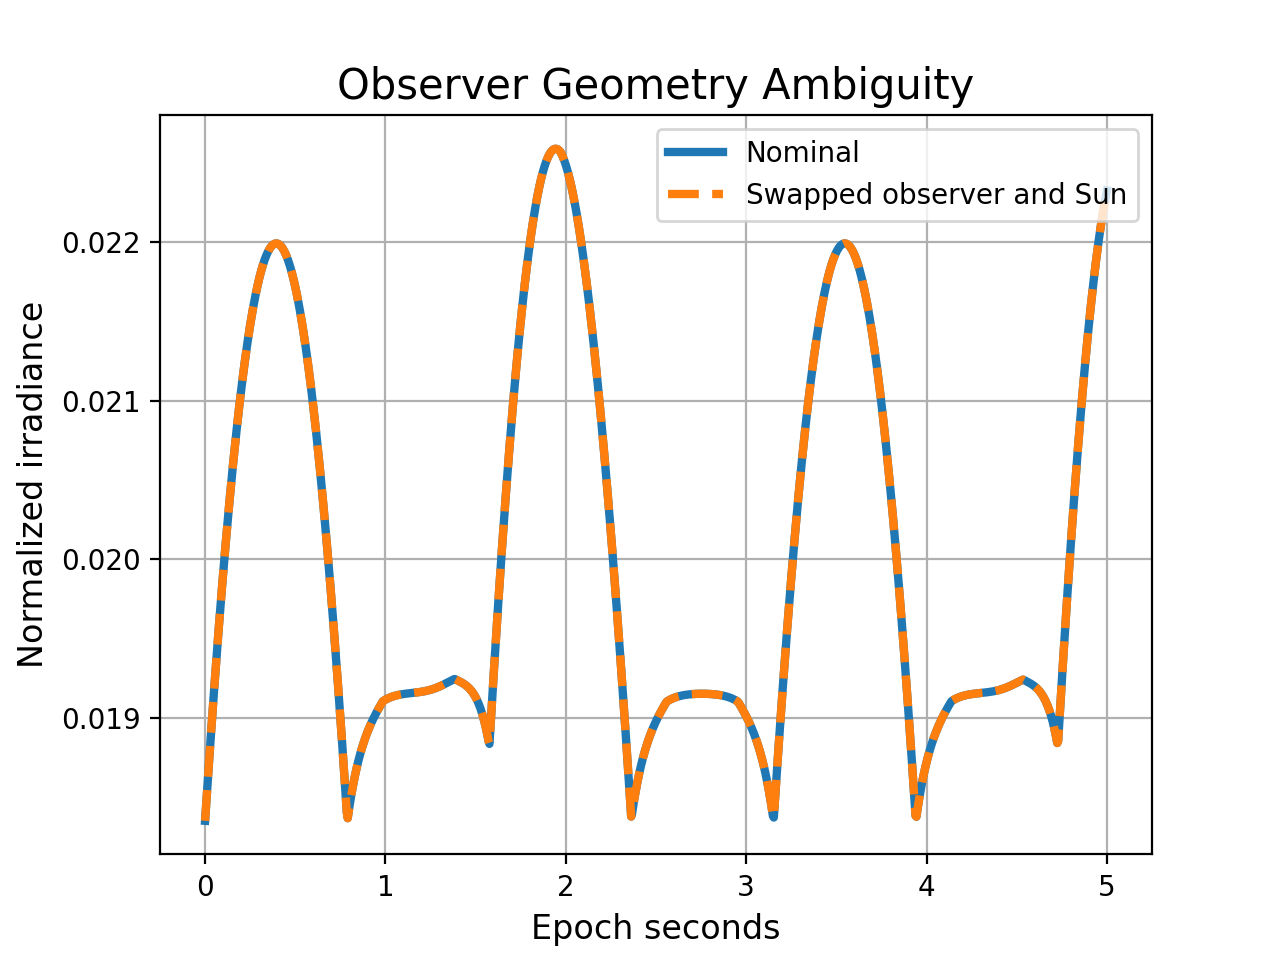 Observer Geometry Ambiguity
Nominal
Swapped observer and Sun
Normalized irradiance
0.022
0.021
0.020
0.019
0 1 2 3 4 5
Epoch seconds